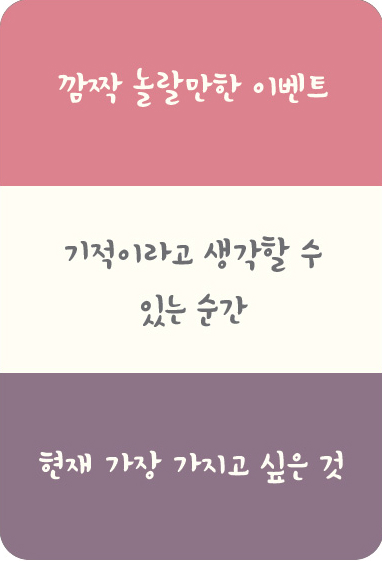 깜짝 놀랄만한 이벤트
기적이라고 생각할 수
있는 순간
현재 가장 가지고 싶은 것